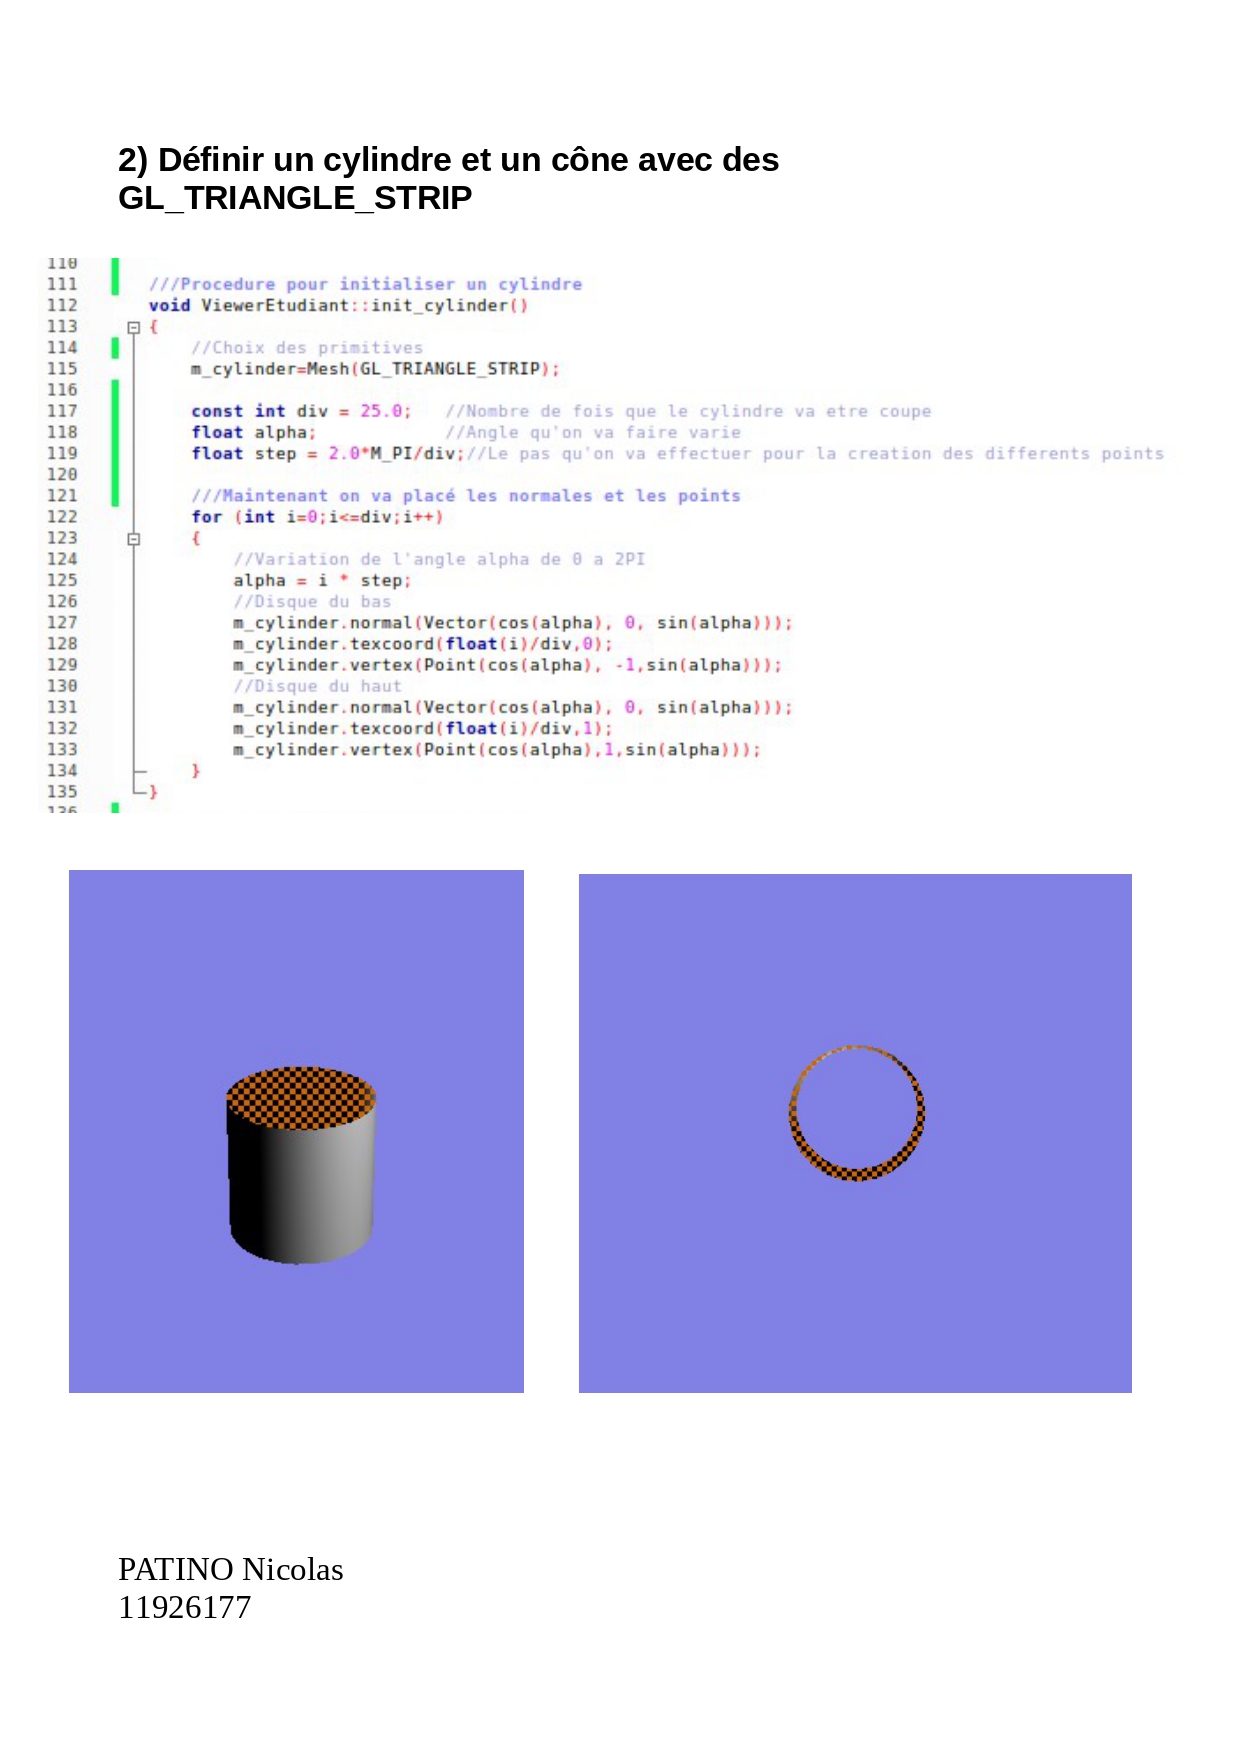 2) Définir un cylindre et un cône avec des
GL_TRIANGLE_STRIP
110
111 ///Procedure pour initialiser un cylindre
112 void ViewerEtudiant::init_cylinder()
113 {
114 //Choix des primitives
115 m_cylinder=Mesh(GL_TRIANGLE_STRIP);
116
117 const int div = 25.0; //Nombre de fois que le cylindre va etre coupe
118 float alpha; //Angle qu'on va faire varie
119 float step = 2.0*M_PI/div;//Le pas qu'on va effectuer pour la creation des differents points
120
121 ///Maintenant on va placé les normales et les points
122 for (int i=0;i<=div;i++)
123 {
124 //Variation de l'angle alpha de 0 a 2PI
125 alpha = i * step;
126 //Disque du bas
127 m_cylinder.normal(Vector(cos(alpha), 0, sin(alpha)));
128 m_cylinder.texcoord(float(i)/div,0);
129 m_cylinder.vertex(Point(cos(alpha), -1,sin(alpha)));
130 //Disque du haut
131 m_cylinder.normal(Vector(cos(alpha), 0, sin(alpha)));
132 m_cylinder.texcoord(float(i)/div,1);
133 m_cylinder.vertex(Point(cos(alpha),1,sin(alpha)));
134 }
135 }
136
PATINO Nicolas
11926177